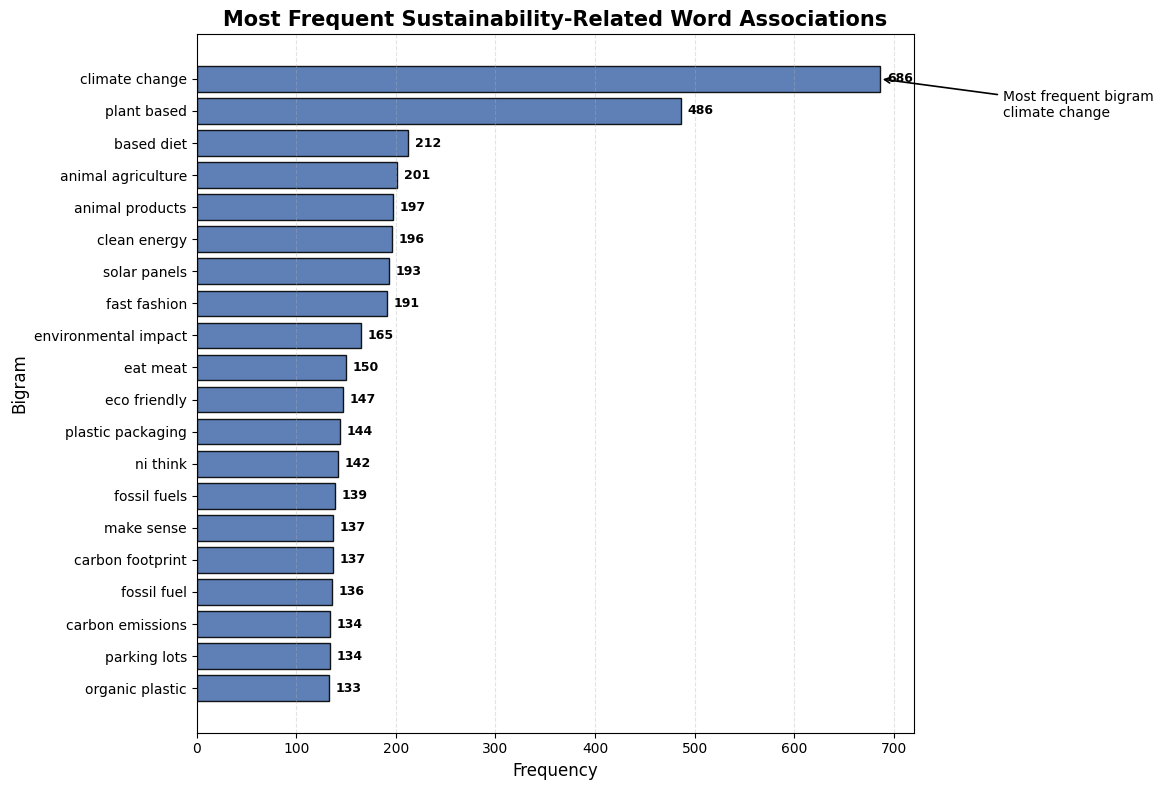 Most Frequent Sustainability-Related Word Associations
climate change 686
Most frequent bigram
climate change
plant based 486
based diet 212
animal agriculture 201
animal products 197
clean energy 196
solar panels 193
fast fashion 191
environmental impact 165
eat meat 150
eco friendly 147
plastic packaging 144
ni think 142
fossil fuels 139
make sense 137
carbon footprint 137
fossil fuel 136
carbon emissions 134
parking lots 134
organic plastic 133
Bigram
0 100 200 300 400 500 600 700
Frequency